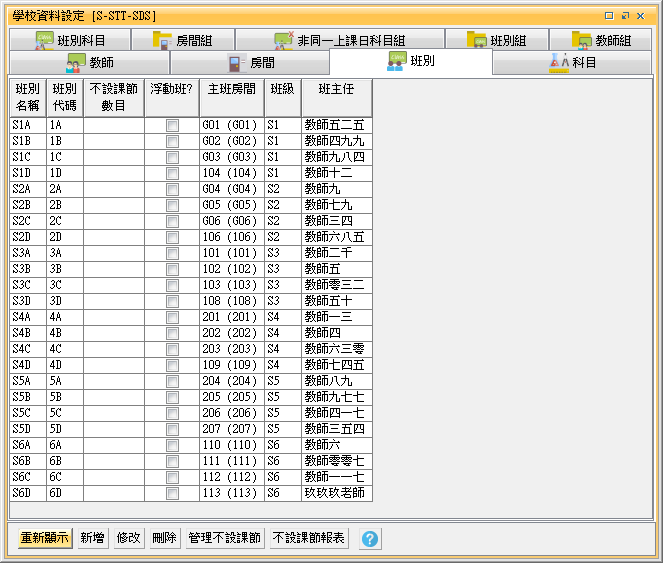 學校資料設定 [S-STT-SDS]
班別科目 房間組 非同一上課日科目組 班別組 教師組
教師 房間 班別 科目
班別名稱 班別代碼 不設課節數目 浮動班? 主班房間 班級 班主任
S1A 1A G01 (G01) S1 教師五二五
S1B 1B G02 (G02) S1 教師四九九
S1C 1C G03 (G03) S1 教師九八四
S1D 1D 104 (104) S1 教師十二
S2A 2A G04 (G04) S2 教師九
S2B 2B G05 (G05) S2 教師七九
S2C 2C G06 (G06) S2 教師三四
S2D 2D 106 (106) S2 教師六八五
S3A 3A 101 (101) S3 教師二千
S3B 3B 102 (102) S3 教師五
S3C 3C 103 (103) S3 教師零三二
S3D 3D 108 (108) S3 教師五十
S4A 4A 201 (201) S4 教師一三
S4B 4B 202 (202) S4 教師四
S4C 4C 203 (203) S4 教師六三零
S4D 4D 109 (109) S4 教師七四五
S5A 5A 204 (204) S5 教師八九
S5B 5B 205 (205) S5 教師九七七
S5C 5C 206 (206) S5 教師四一七
S5D 5D 207 (207) S5 教師三五四
S6A 6A 110 (110) S6 教師六
S6B 6B 111 (111) S6 教師零零七
S6C 6C 112 (112) S6 教師一一七
S6D 6D 113 (113) S6 玖玖玖老師
重新顯示 新增 修改 刪除 管理不設課節 不設課節報表 ?